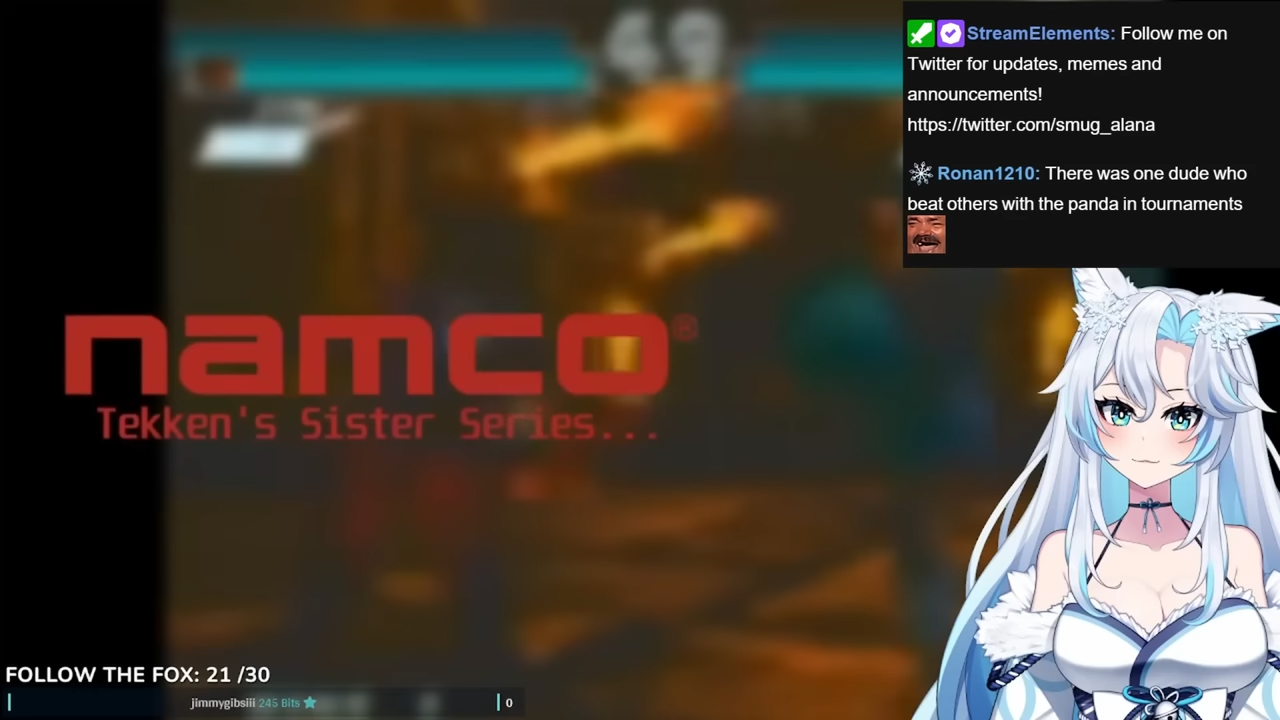 69
StreamElements: Follow me on
Twitter for updates, memes and
announcements!
https://twitter.com/smug_alana
Ronan1210: There was one dude who
beat others with the panda in tournaments
namco®
Tekken's Sister Series...
FOLLOW THE FOX: 21 /30
jimmygibsiii 245 Bits
0